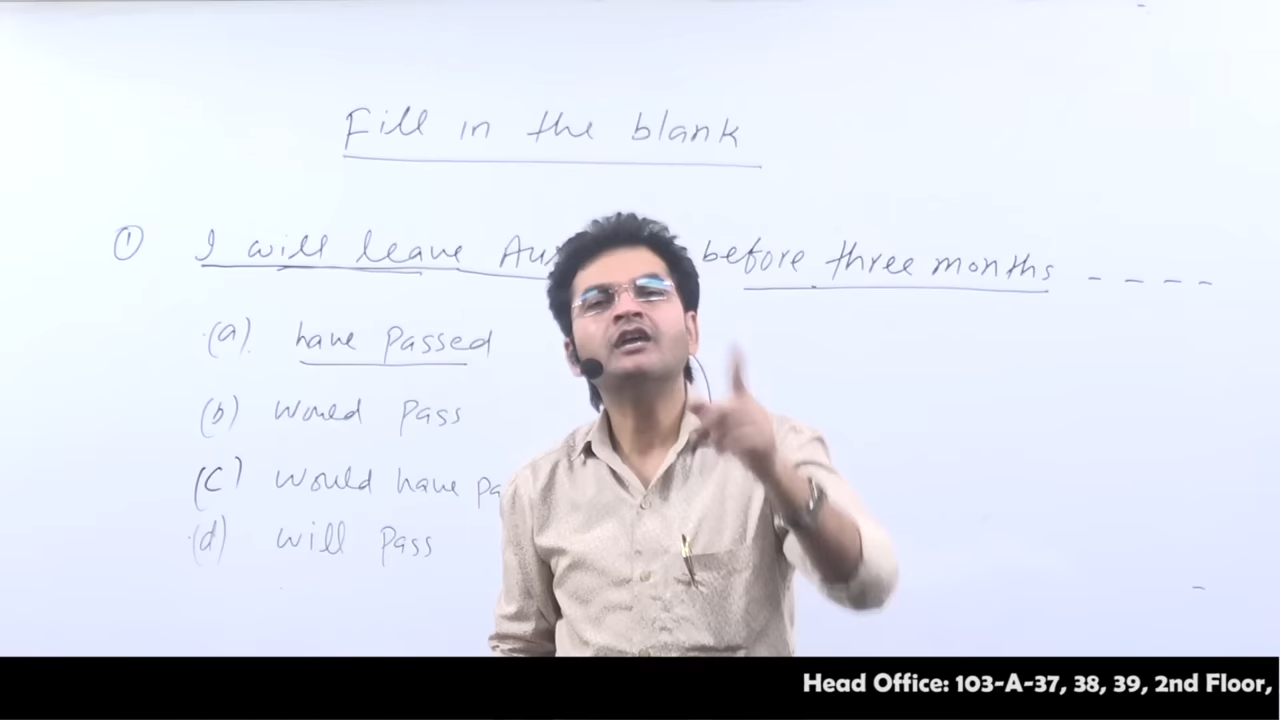 Fill in the blank
① I will leave before three months - - - -
(a) have passed
(b) would pass
(c) would have
(d) will pass
Head Office: 103-A-37, 38, 39, 2nd Floor,